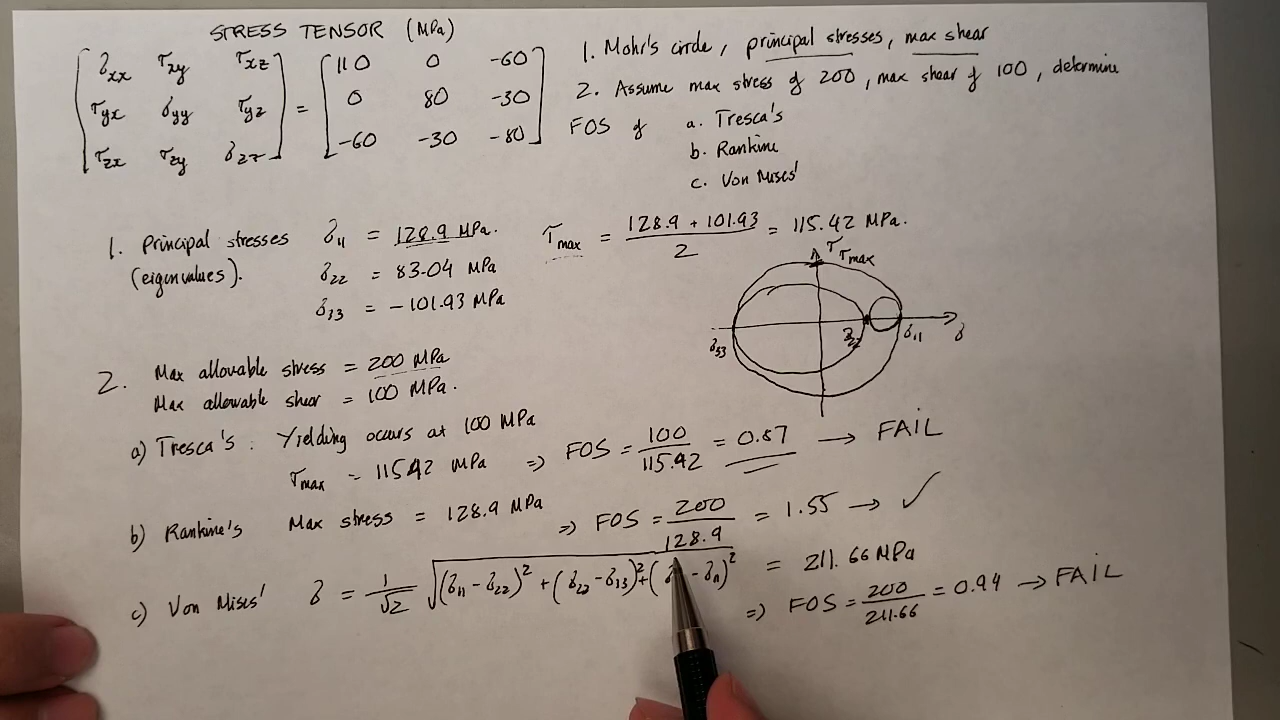 STRESS TENSOR (MPa)
[σxx τxy τxz] = [110 0 -60]
[τyx σyy τyz] [0 80 -30]
[τzx τzy σzz] [-60 -30 -80]
1. Mohr's circle, principal stresses, max shear
2. Assume max stress of 200, max shear of 100, determine
FOS of a. Tresca's
b. Rankine
c. Von Mises'
1. Principal stresses σ11 = 128.9 MPa.
(eigenvalues). σ22 = 83.04 MPa
σ33 = -101.93 MPa
τmax = (128.9 + 101.93)/2 = 115.42 MPa.
τ
τmax
σ33 σ22 σ11 σ
2. Max allowable stress = 200 MPa
Max allowable shear = 100 MPa.
a) Tresca's: Yielding occurs at 100 MPa
τmax = 115.42 MPa => FOS = 100/115.42 = 0.87 → FAIL
b) Rankine's Max stress = 128.9 MPa => FOS = 200/128.9 = 1.55 → ✓
c) Von Mises' σ = 1/√2 √((σ11 - σ22)² + (σ22 - σ33)² + (σ - σ11)²) = 211.66 MPa
=> FOS = 200/211.66 = 0.94 → FAIL